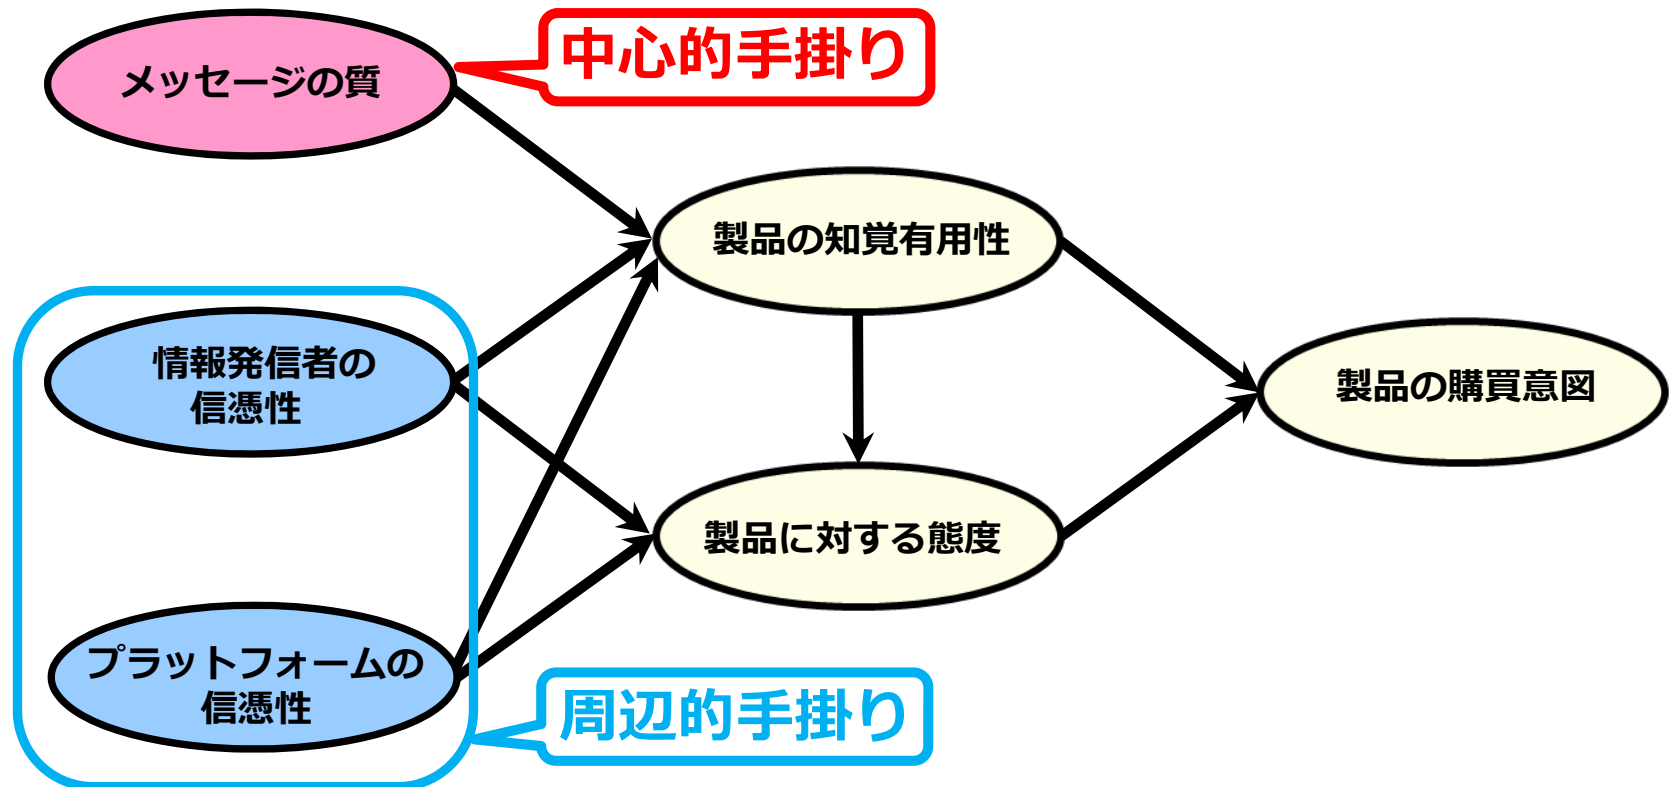 中心的手掛り
メッセージの質
製品の知覚有用性
情報発信者の
信憑性
製品の購買意図
製品に対する態度
プラットフォームの
信憑性
周辺的手掛り